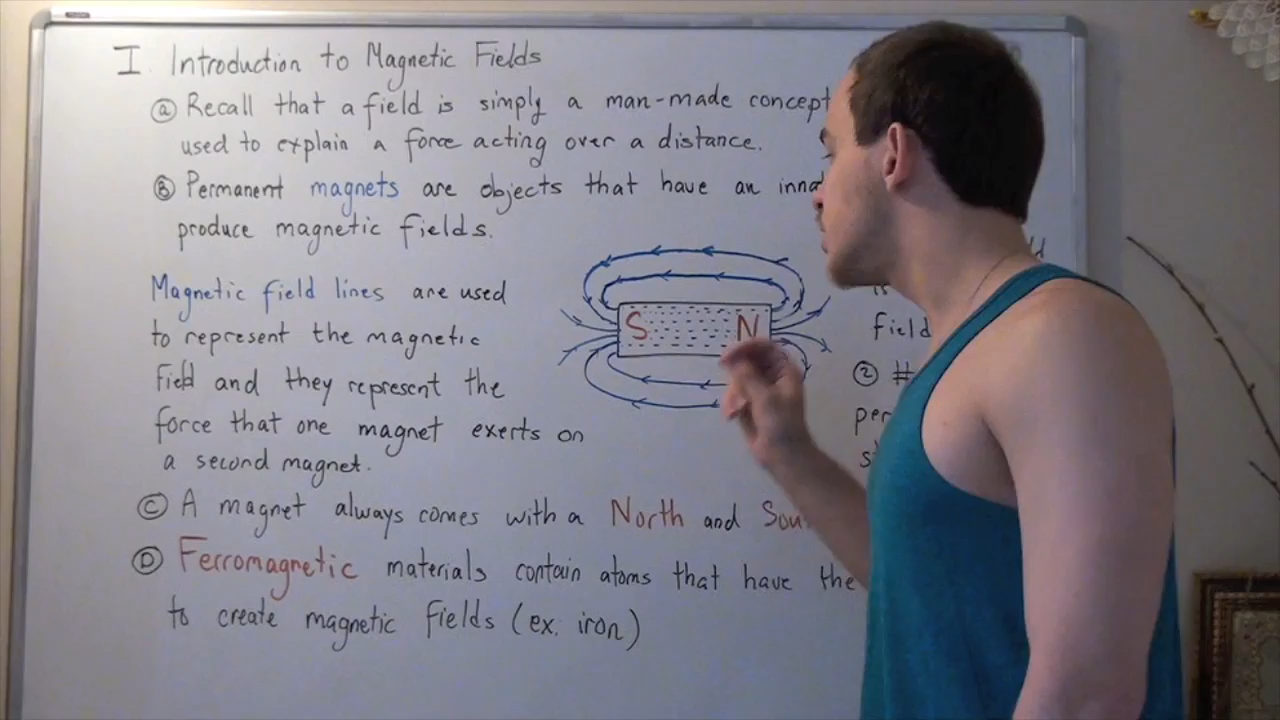 I. Introduction to Magnetic Fields
Ⓐ Recall that a field is simply a man-made concept
used to explain a force acting over a distance.
Ⓑ Permanent magnets are objects that have an
produce magnetic fields.
Magnetic field lines are used
to represent the magnetic
field and they represent the
force that one magnet exerts on
a second magnet.
S N
is
field
② #
per
Ⓒ A magnet always comes with a North and
Ⓓ Ferromagnetic materials contain atoms that have the
to create magnetic fields (ex. iron)